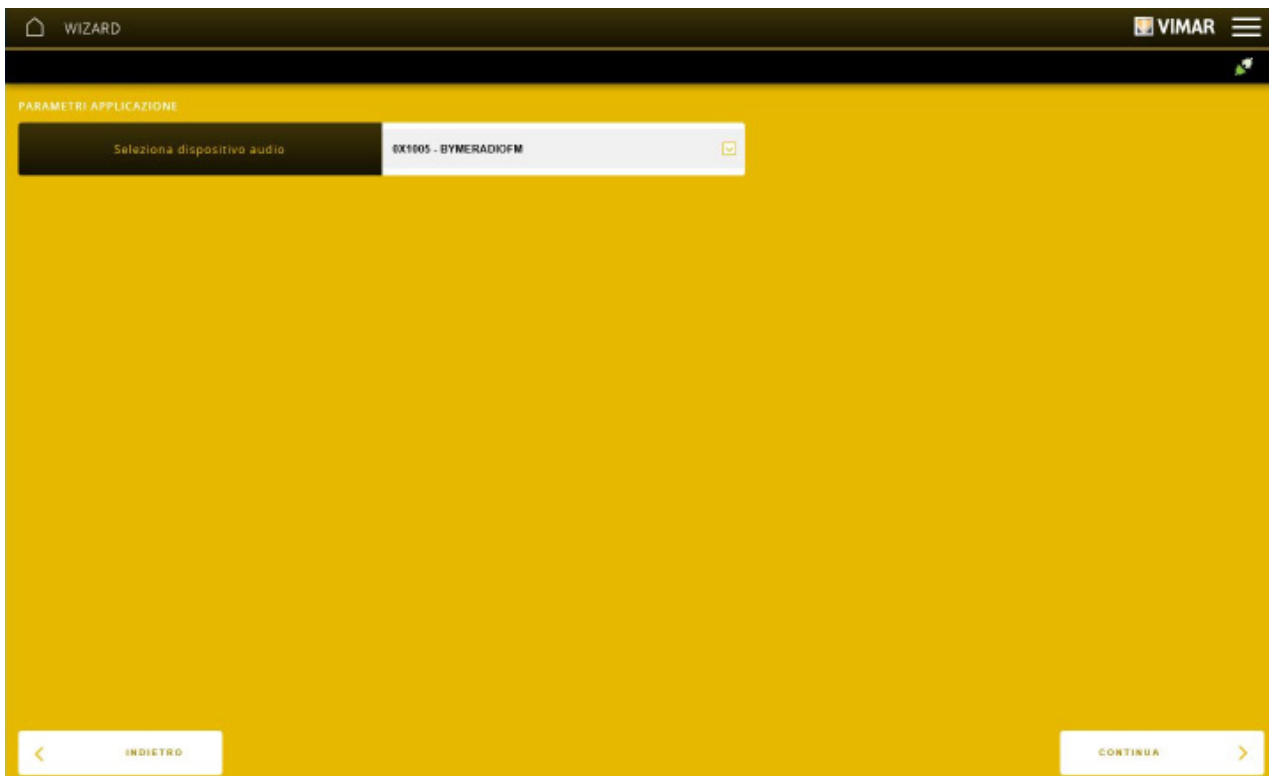 WIZARD
VIMAR
PARAMETRI APPLICAZIONE
Seleziona dispositivo audio
0X1005 - BYMERADIOFM
INDIETRO
CONTINUA